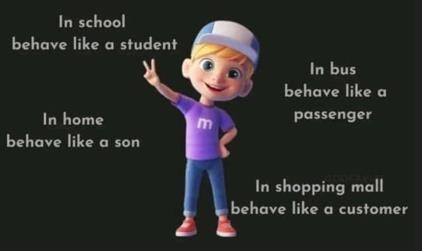 In school
behave like a student
In bus
behave like a
passenger
In home
behave like a son
m
In shopping mall
behave like a customer